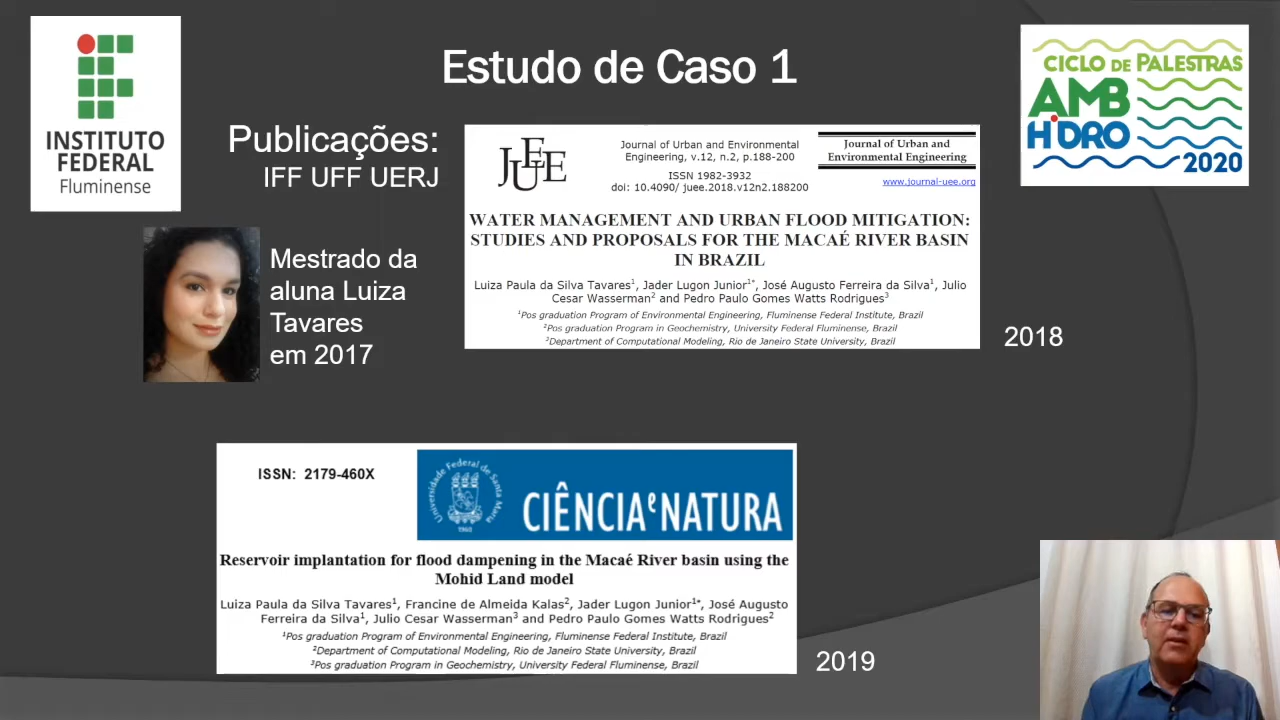 INSTITUTO
FEDERAL
Fluminense
Estudo de Caso 1
CICLO DE PALESTRAS
AMB
HIDRO
2020
Publicações:
IFF UFF UERJ
JUEE
Journal of Urban and Environmental
Engineering, v.12, n.2, p.188-200
ISSN 1982-3932
doi: 10.4090/ juee.2018.v12n2.188200
Journal of Urban and
Environmental Engineering
www.journal-uee.org
WATER MANAGEMENT AND URBAN FLOOD MITIGATION:
STUDIES AND PROPOSALS FOR THE MACAÉ RIVER BASIN
IN BRAZIL
Luiza Paula da Silva Tavares1, Jader Lugon Junior1*, José Augusto Ferreira da Silva1, Julio
Cesar Wasserman2 and Pedro Paulo Gomes Watts Rodrigues3
1Pos graduation Program of Environmental Engineering, Fluminense Federal Institute, Brazil
2Pos graduation Program in Geochemistry, University Federal Fluminense, Brazil
3Department of Computational Modeling, Rio de Janeiro State University, Brazil
2018
Mestrado da
aluna Luiza
Tavares
em 2017
ISSN: 2179-460X
Universidade Federal de Santa Maria
1960
CIÊNCIA e NATURA
Reservoir implantation for flood dampening in the Macaé River basin using the
Mohid Land model
Luiza Paula da Silva Tavares1, Francine de Almeida Kalas2, Jader Lugon Junior1*, José Augusto
Ferreira da Silva1, Julio Cesar Wasserman3 and Pedro Paulo Gomes Watts Rodrigues2
1Pos graduation Program of Environmental Engineering, Fluminense Federal Institute, Brazil
2Department of Computational Modeling, Rio de Janeiro State University, Brazil
3Pos graduation Program in Geochemistry, University Federal Fluminense, Brazil
2019